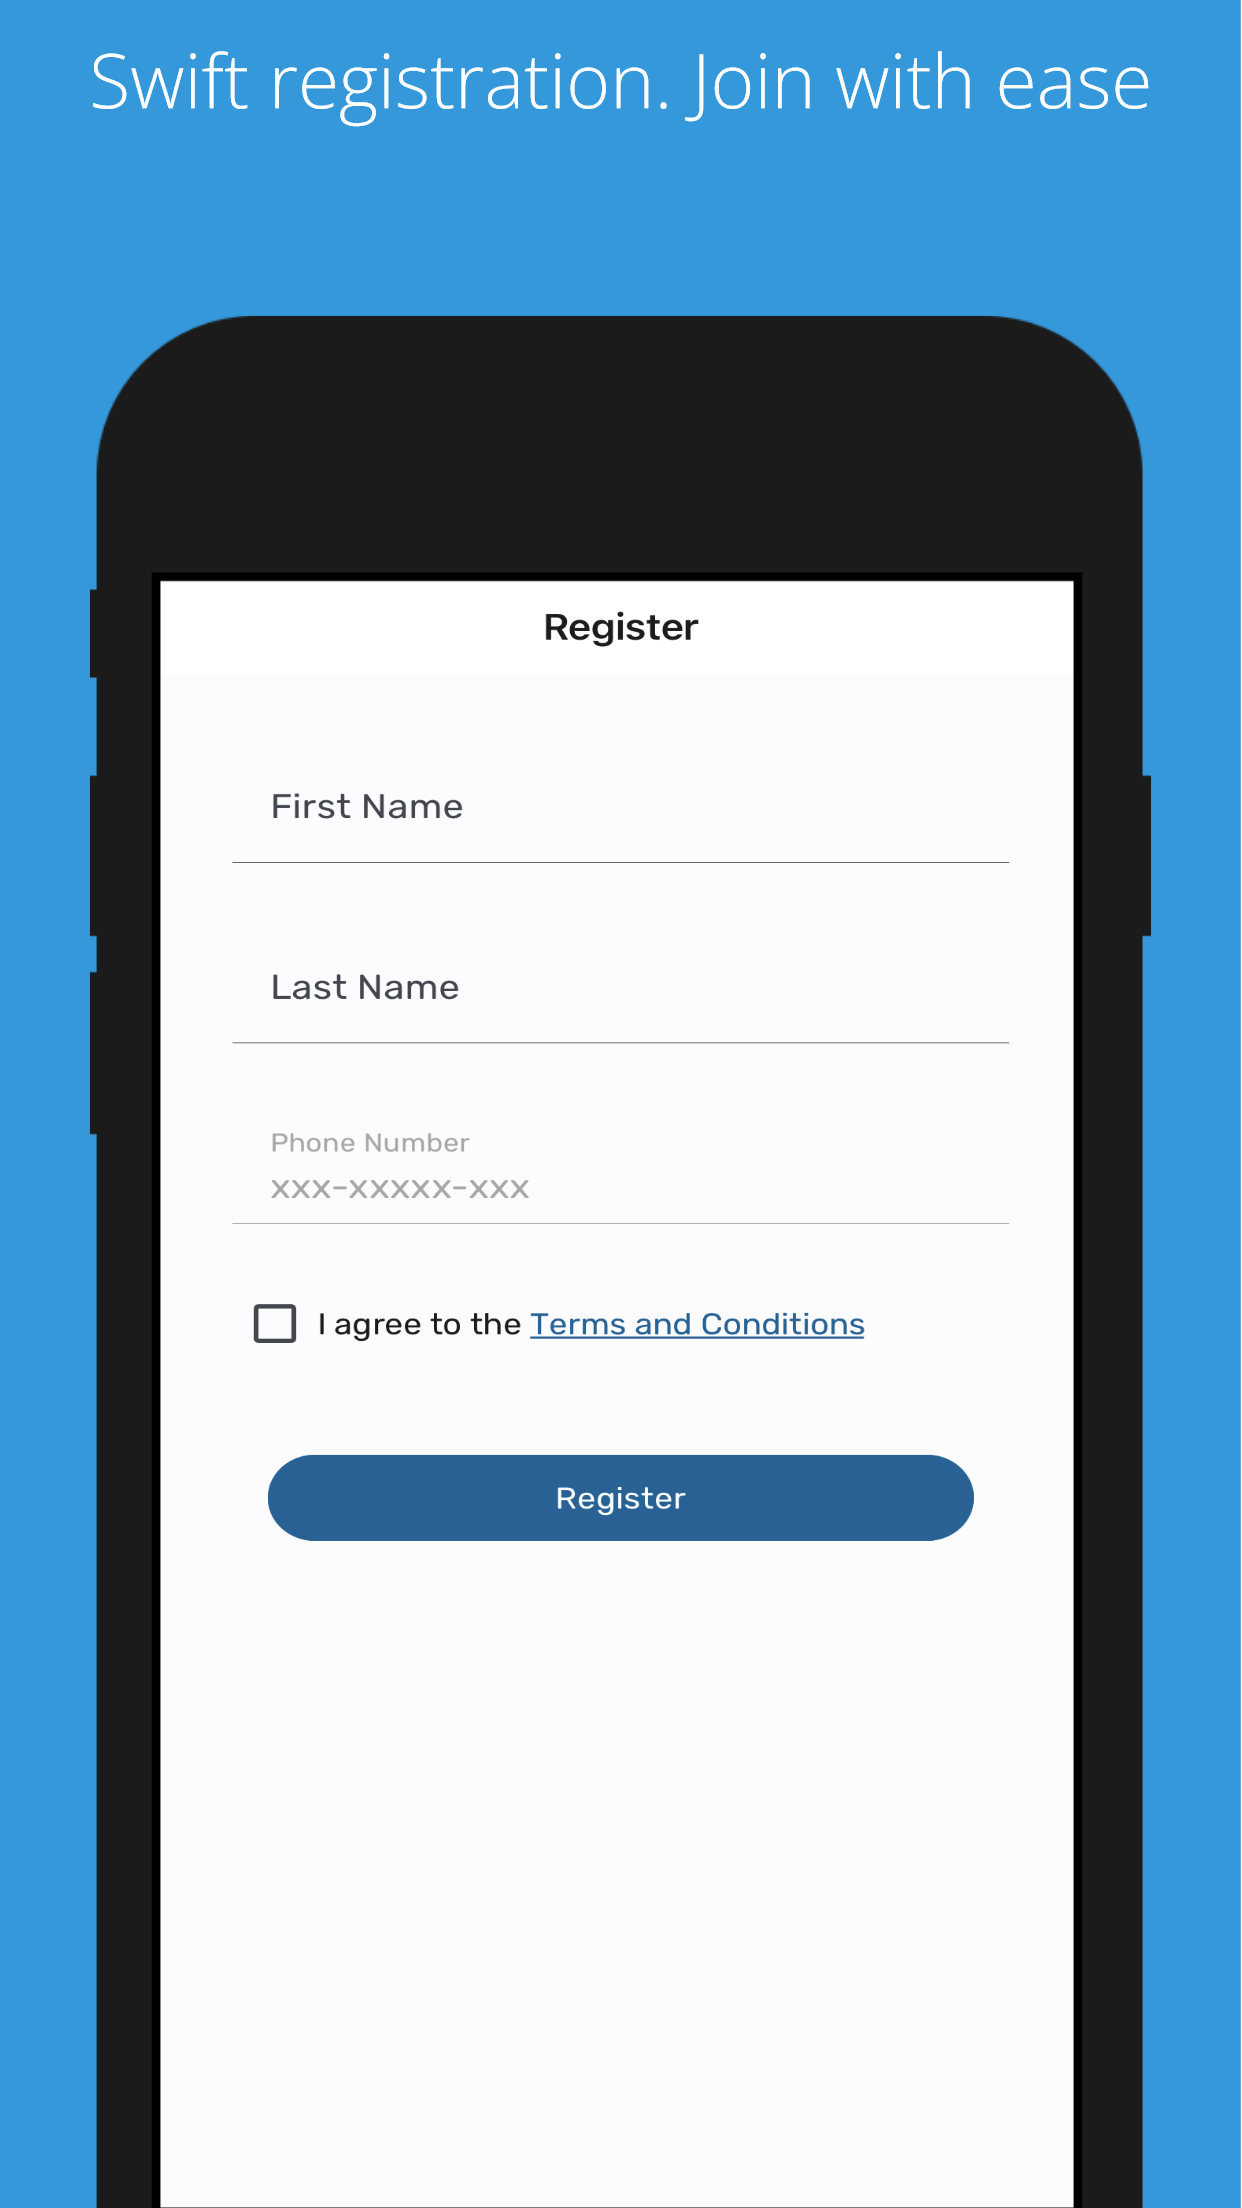 Swift registration. Join with ease
Register
First Name
Last Name
Phone Number
xxx-xxxxx-xxx
I agree to the Terms and Conditions
Register